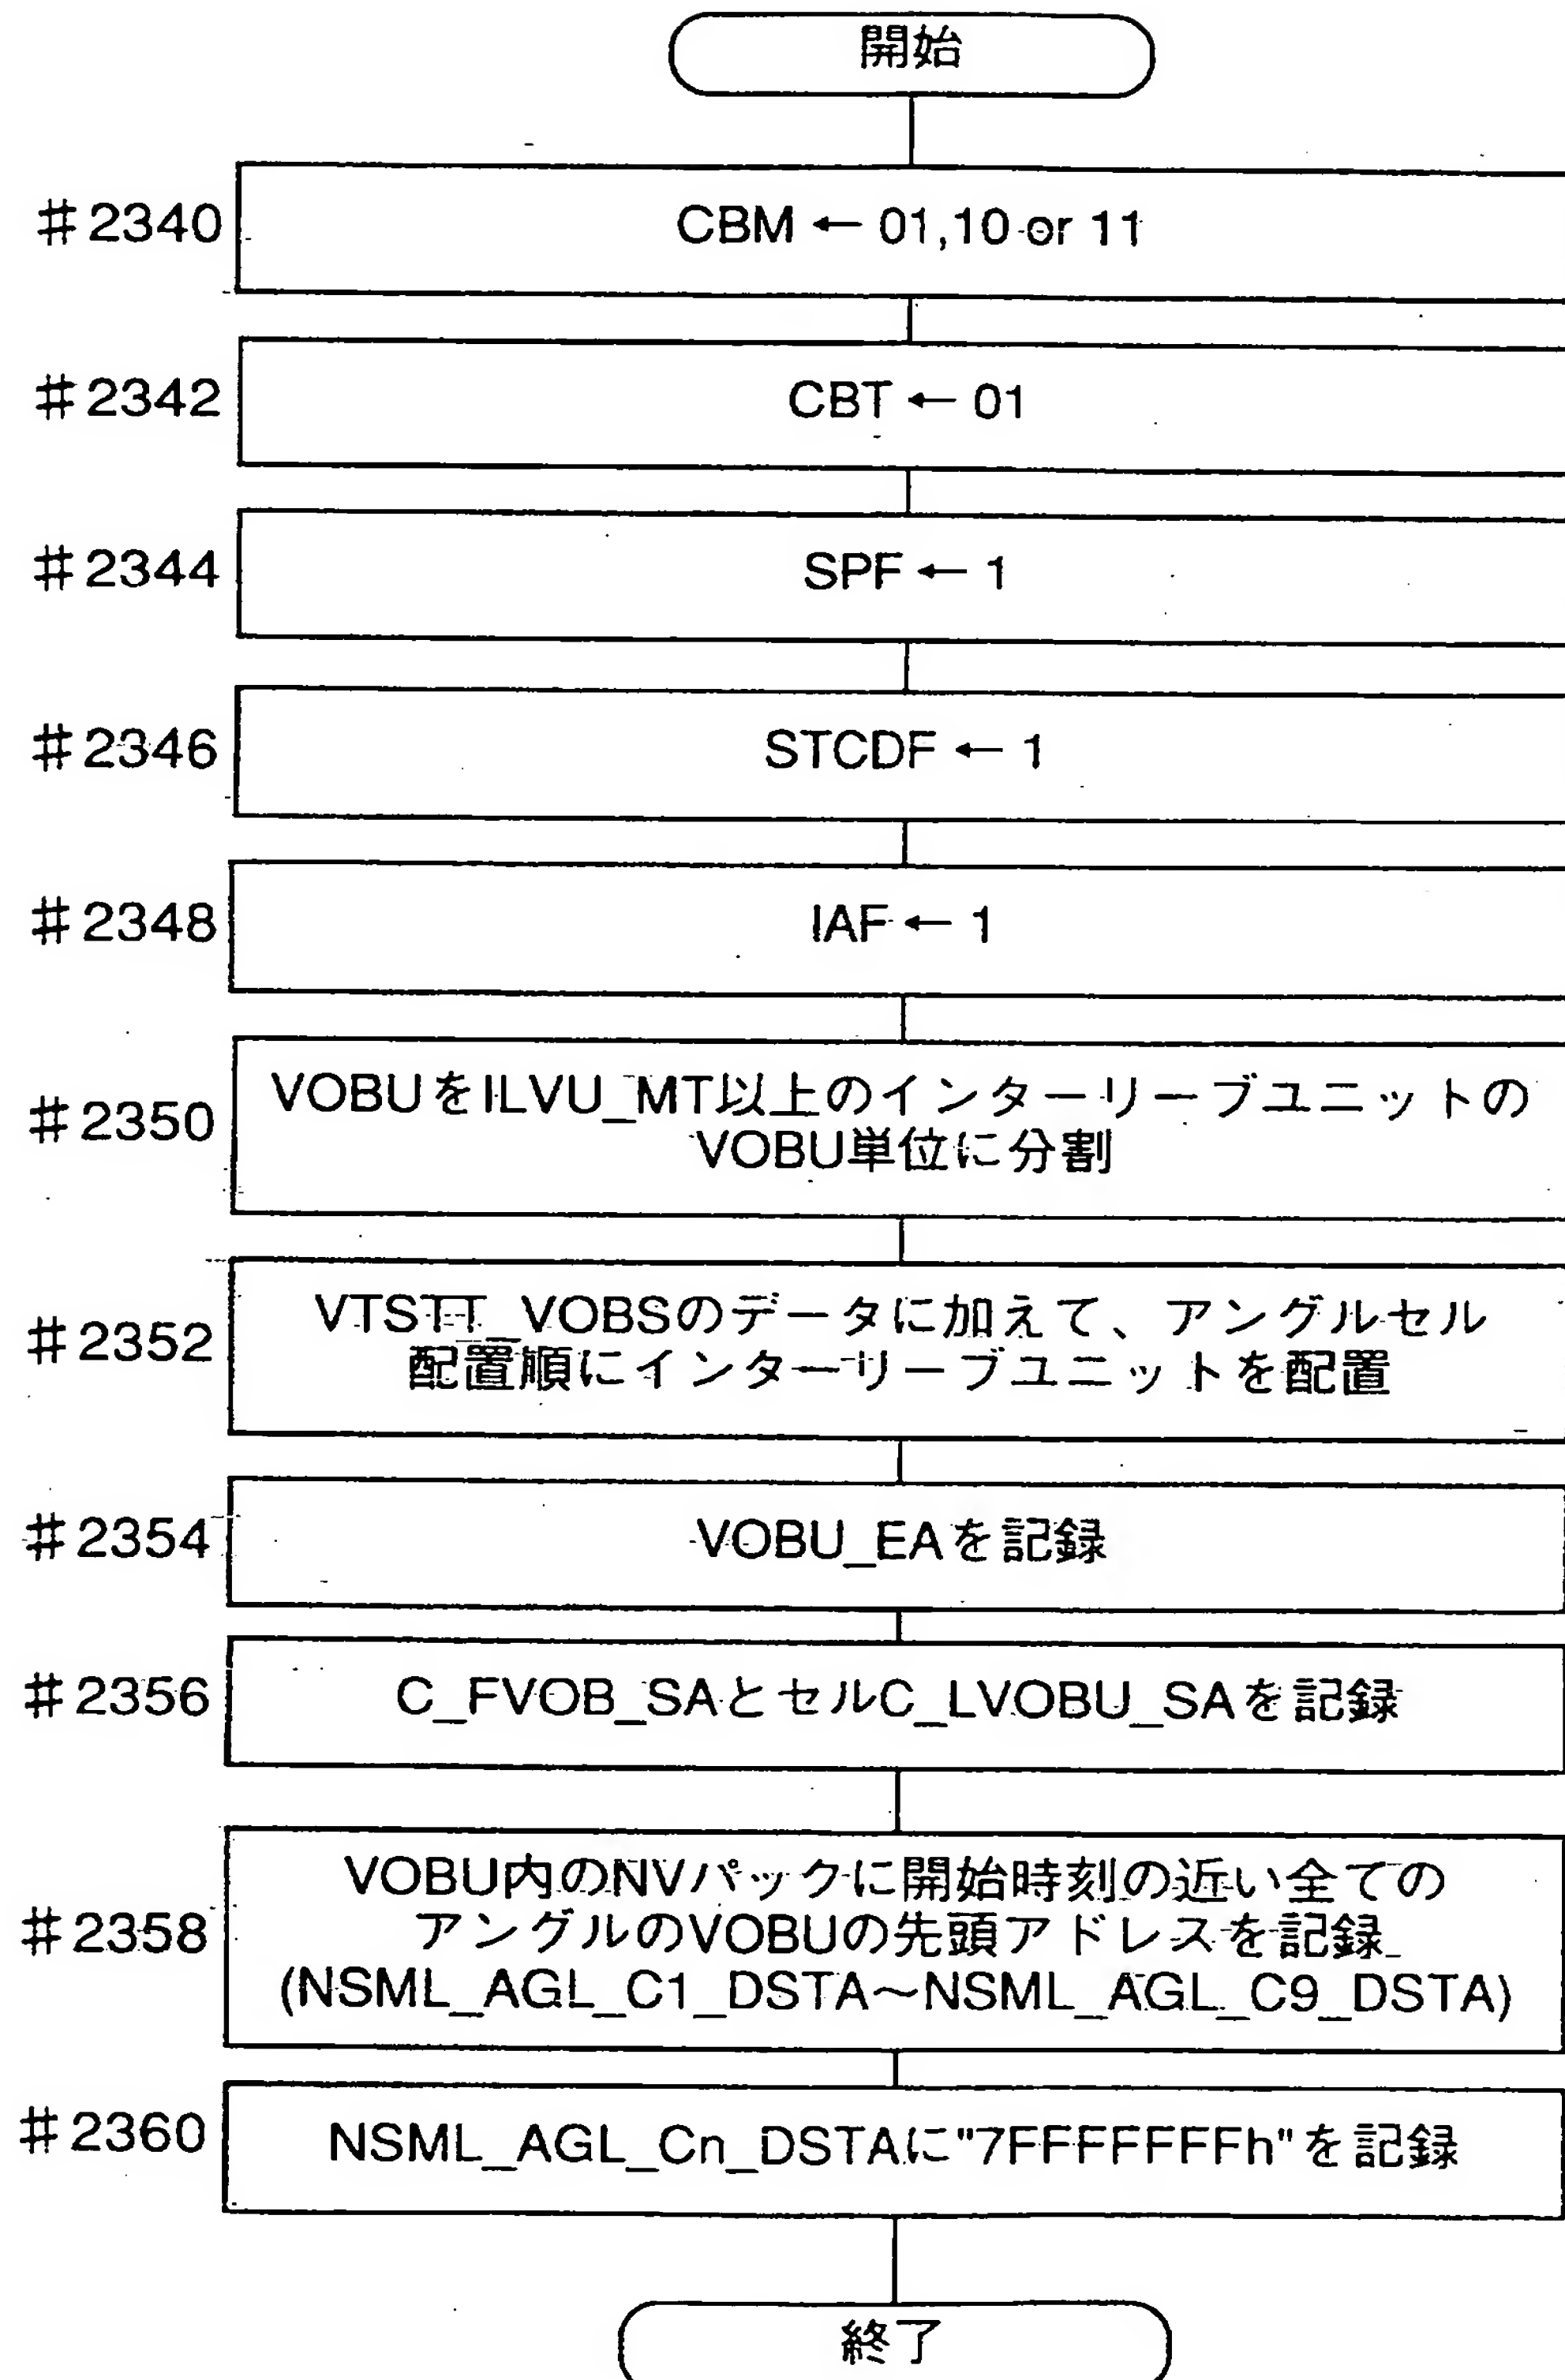 開始
#2340
CBM ← 01,10 or 11
#2342
CBT ← 01
#2344
SPF ← 1
#2346
STCDF ← 1
#2348
IAF ← 1
#2350
VOBUをILVU_MT以上のインターリーブユニットの
VOBU単位に分割
#2352
VTSTT_VOBSのデータに加えて、アングルセル
配置順にインターリーブユニットを配置
#2354
VOBU_EAを記録
#2356
C_FVOB_SAとセルC_LVOBU_SAを記録
#2358
VOBU内のNVパックに開始時刻の近い全ての
アングルのVOBUの先頭アドレスを記録
(NSML_AGL_C1_DSTA～NSML_AGL_C9_DSTA)
#2360
NSML_AGL_Cn_DSTAに"7FFFFFFFh"を記録
終了